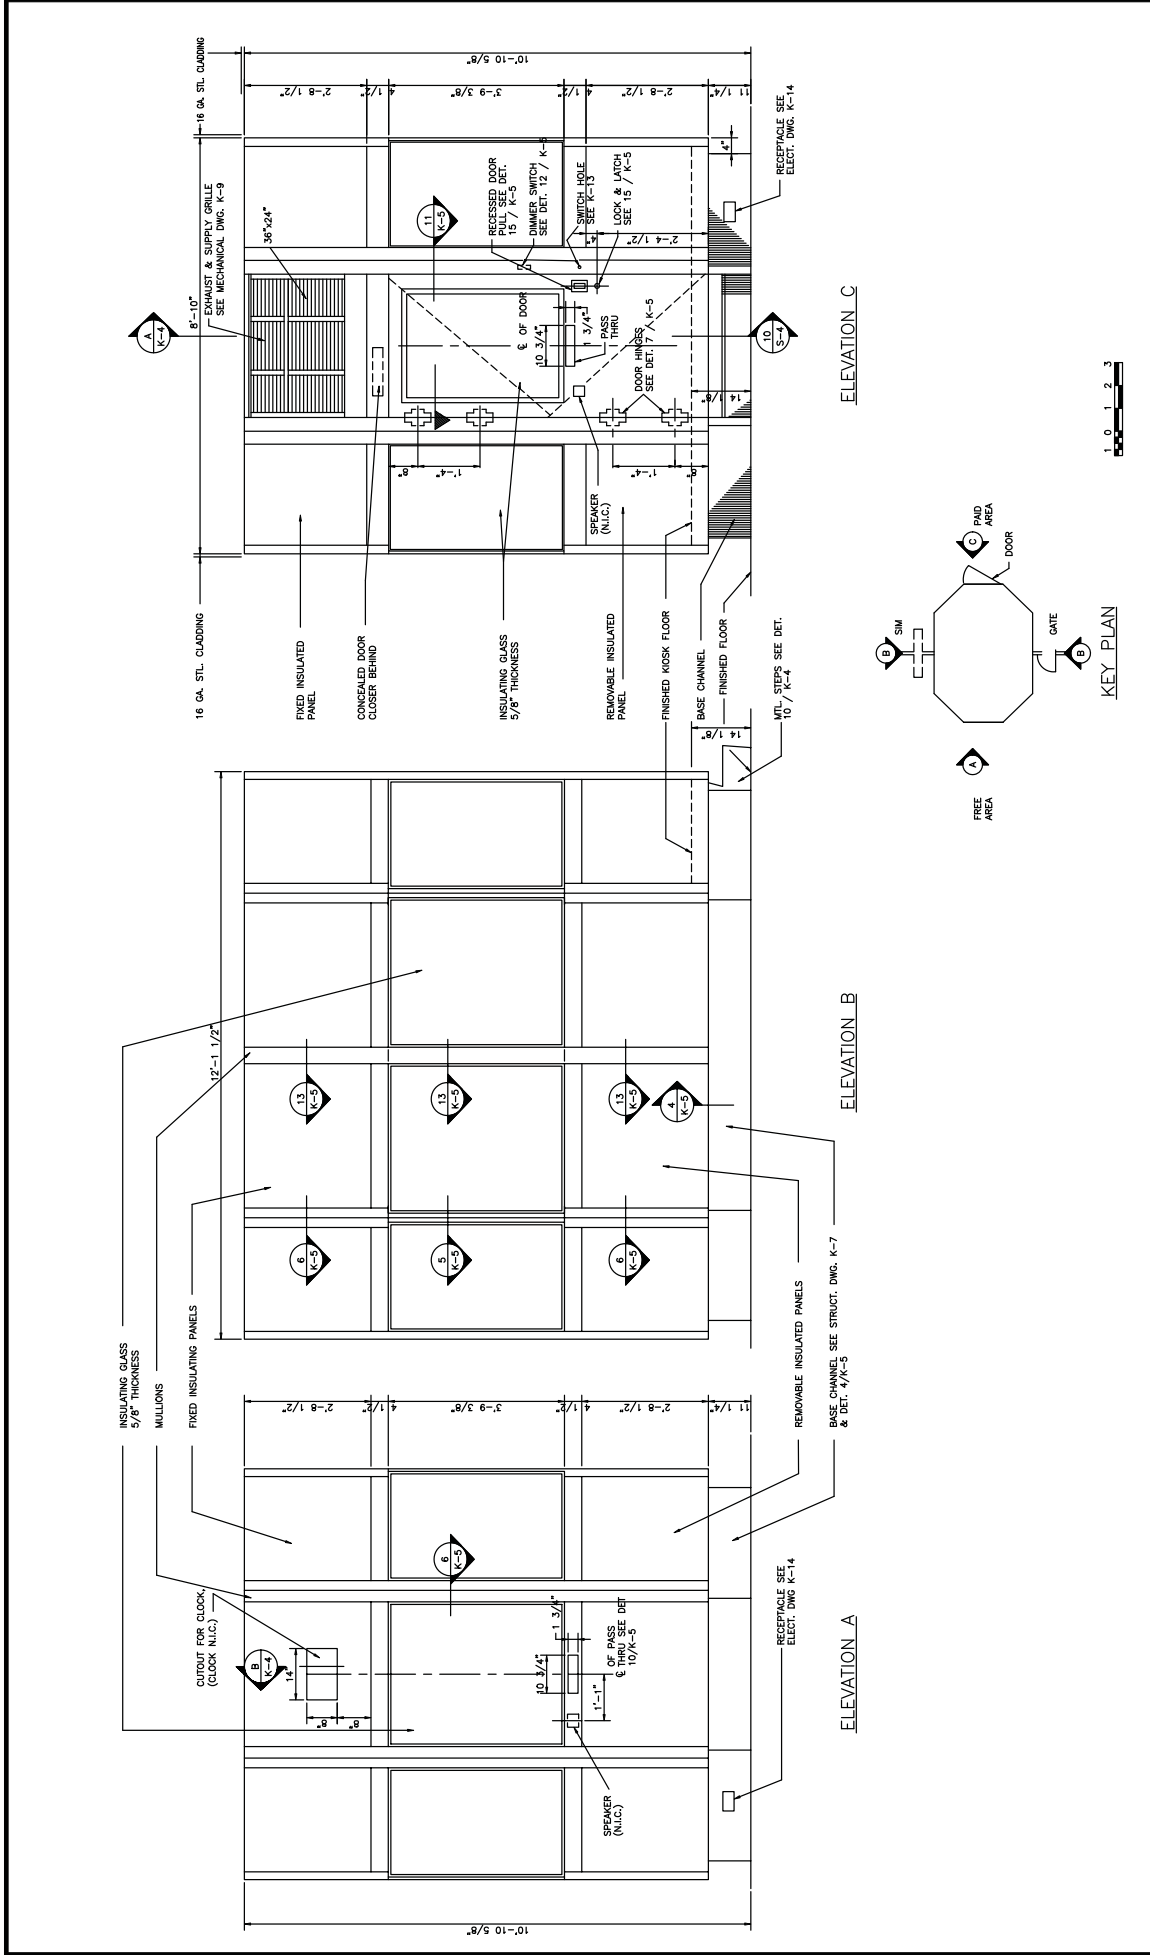 INSULATING GLASS
5/8" THICKNESS
MULLIONS
FIXED INSULATING PANELS
CUTOUT FOR CLOCK,
(CLOCK N.I.C.)
B
K-4
14"
8"
8"
10'-10 5/8"
6
K-5
10 3/4"
1 3/4"
℄ OF PASS
THRU SEE DET
10/K-5
1'-1"
SPEAKER
(N.I.C.)
RECEPTACLE SEE
ELECT. DWG K-14
2'-8 1/2"
4 1/2"
3'-9 3/8"
4 1/2"
2'-8 1/2"
11 1/4"
REMOVABLE INSULATED PANELS
BASE CHANNEL SEE STRUCT. DWG. K-7
& DET. 4/K-5
ELEVATION A
12'-1 1/2"
6
K-5
5
K-5
6
K-5
13
K-5
13
K-5
13
K-5
4
K-5
14 1/8"
ELEVATION B
16 GA. STL. CLADDING
FIXED INSULATED
PANEL
CONCEALED DOOR
CLOSER BEHIND
INSULATING GLASS
5/8" THICKNESS
REMOVABLE INSULATED
PANEL
FINISHED KIOSK FLOOR
BASE CHANNEL
FINISHED FLOOR
MTL. STEPS SEE DET.
10 / K-4
A
K-4
8'-10"
EXHAUST & SUPPLY GRILLE
SEE MECHANICAL DWG. K-9
36"x24"
16 GA. STL. CLADDING
11
K-5
RECESSED DOOR
PULL SEE DET.
15 / K-5
DIMMER SWITCH
SEE DET. 12 / K-5
SWITCH HOLE
SEE K-13
LOCK & LATCH
SEE 15 / K-5
℄ OF DOOR
10 3/4"
1 3/4"
PASS
THRU
DOOR HINGES
SEE DET. 7 / K-5
SPEAKER
(N.I.C.)
8"
1'-4"
1'-4"
8"
4"
2'-4 1/2"
14 1/8"
4"
10
S-4
RECEPTACLE SEE
ELECT. DWG. K-14
10'-10 5/8"
2'-8 1/2"
4 1/2"
3'-9 3/8"
4 1/2"
2'-8 1/2"
11 1/4"
ELEVATION C
B
SIM
C
PAID
AREA
DOOR
GATE
B
A
FREE
AREA
KEY PLAN
1 0 1 2 3